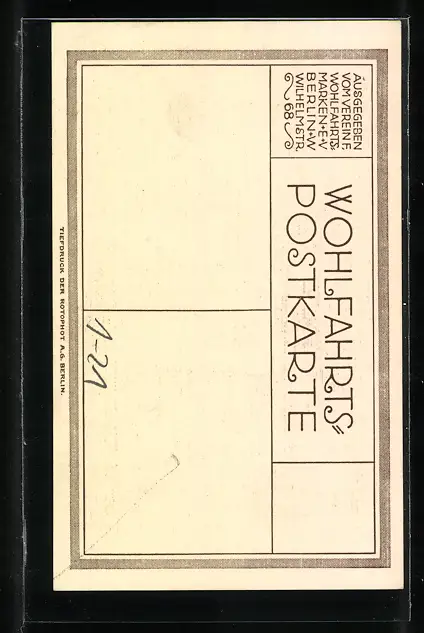 AUSGEGEBEN
VOM VEREIN F.
WOHLFAHRTS
MARKEN·E·V
BERLIN·W
WILHELMSTR.
68
WOHLFAHRTS=
POSTKARTE
1-21
TIEFDRUCK DER ROTOPHOT A.G. BERLIN.